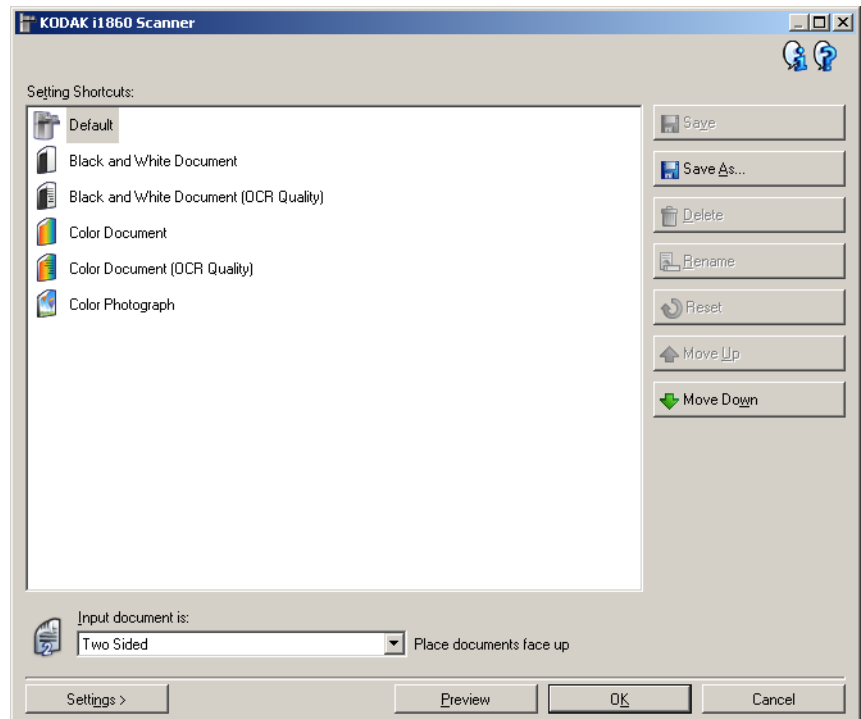 KODAK i1860 Scanner
Setting Shortcuts:
Default
Black and White Document
Black and White Document (OCR Quality)
Color Document
Color Document (OCR Quality)
Color Photograph
Save
Save As...
Delete
Rename
Reset
Move Up
Move Down
Input document is:
2
Two Sided
Place documents face up
Settings >
Preview
OK
Cancel